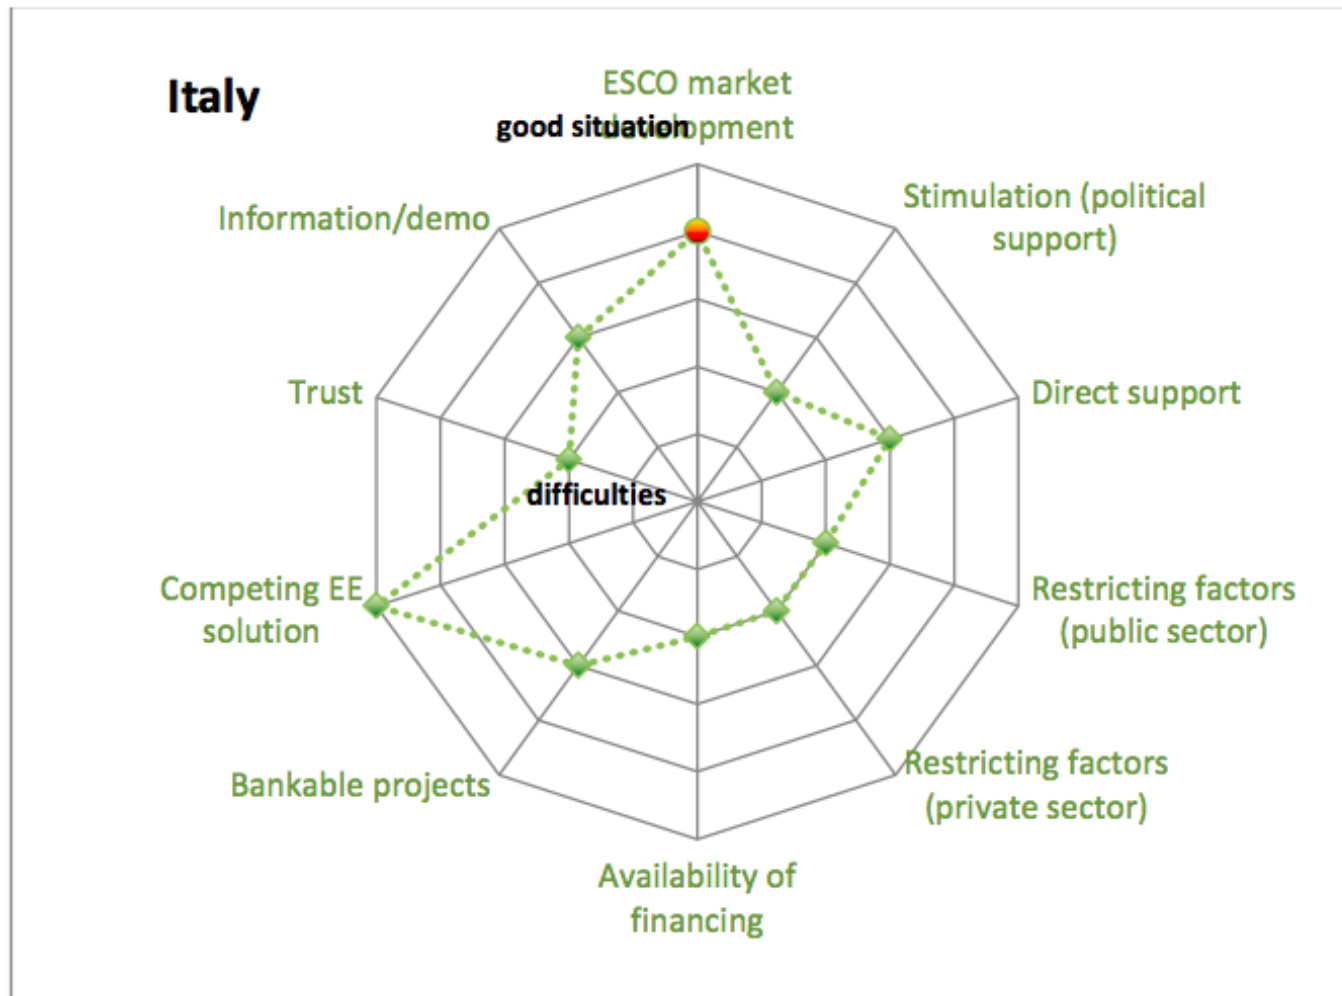 Italy
ESCO market
development
good situation
Stimulation (political
support)
Information/demo
Direct support
Trust
difficulties
Competing EE
solution
Restricting factors
(public sector)
Bankable projects
Restricting factors
(private sector)
Availability of
financing